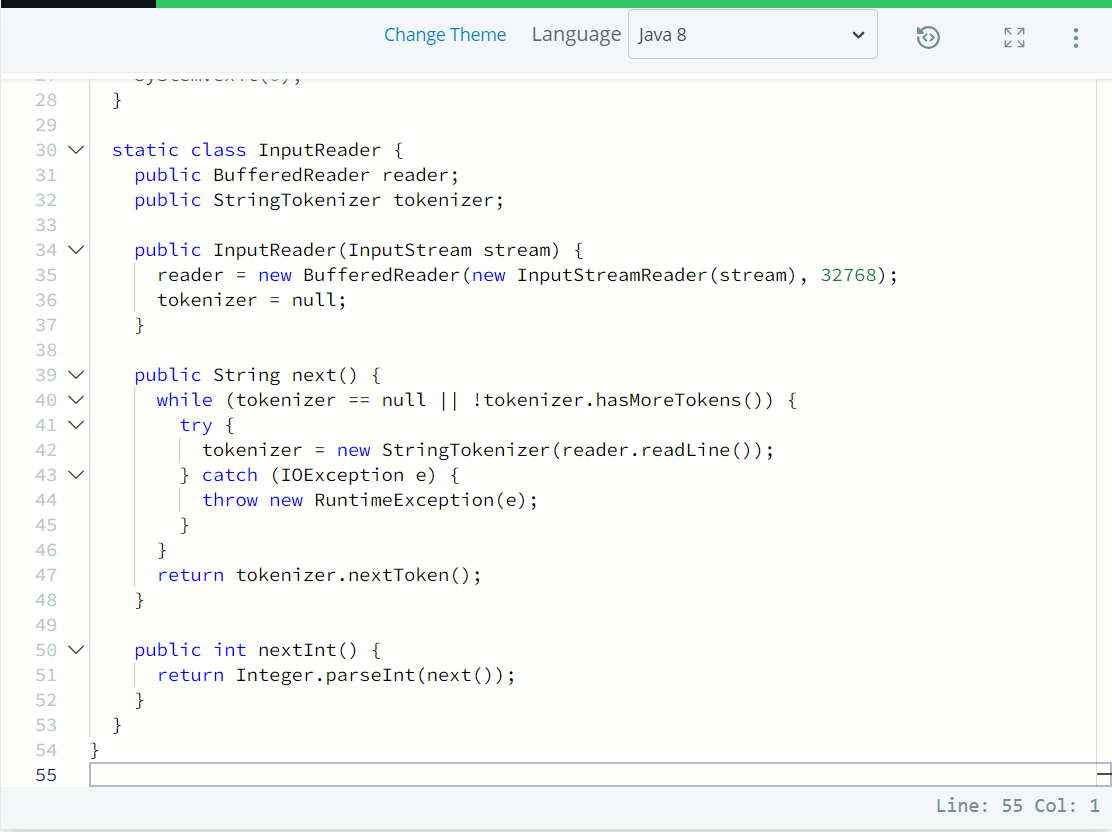 Change Theme Language Java 8
28 }
29
30 static class InputReader {
31 public BufferedReader reader;
32 public StringTokenizer tokenizer;
33
34 public InputReader(InputStream stream) {
35 reader = new BufferedReader(new InputStreamReader(stream), 32768);
36 tokenizer = null;
37 }
38
39 public String next() {
40 while (tokenizer == null || !tokenizer.hasMoreTokens()) {
41 try {
42 tokenizer = new StringTokenizer(reader.readLine());
43 } catch (IOException e) {
44 throw new RuntimeException(e);
45 }
46 }
47 return tokenizer.nextToken();
48 }
49
50 public int nextInt() {
51 return Integer.parseInt(next());
52 }
53 }
54 }
55
Line: 55 Col: 1